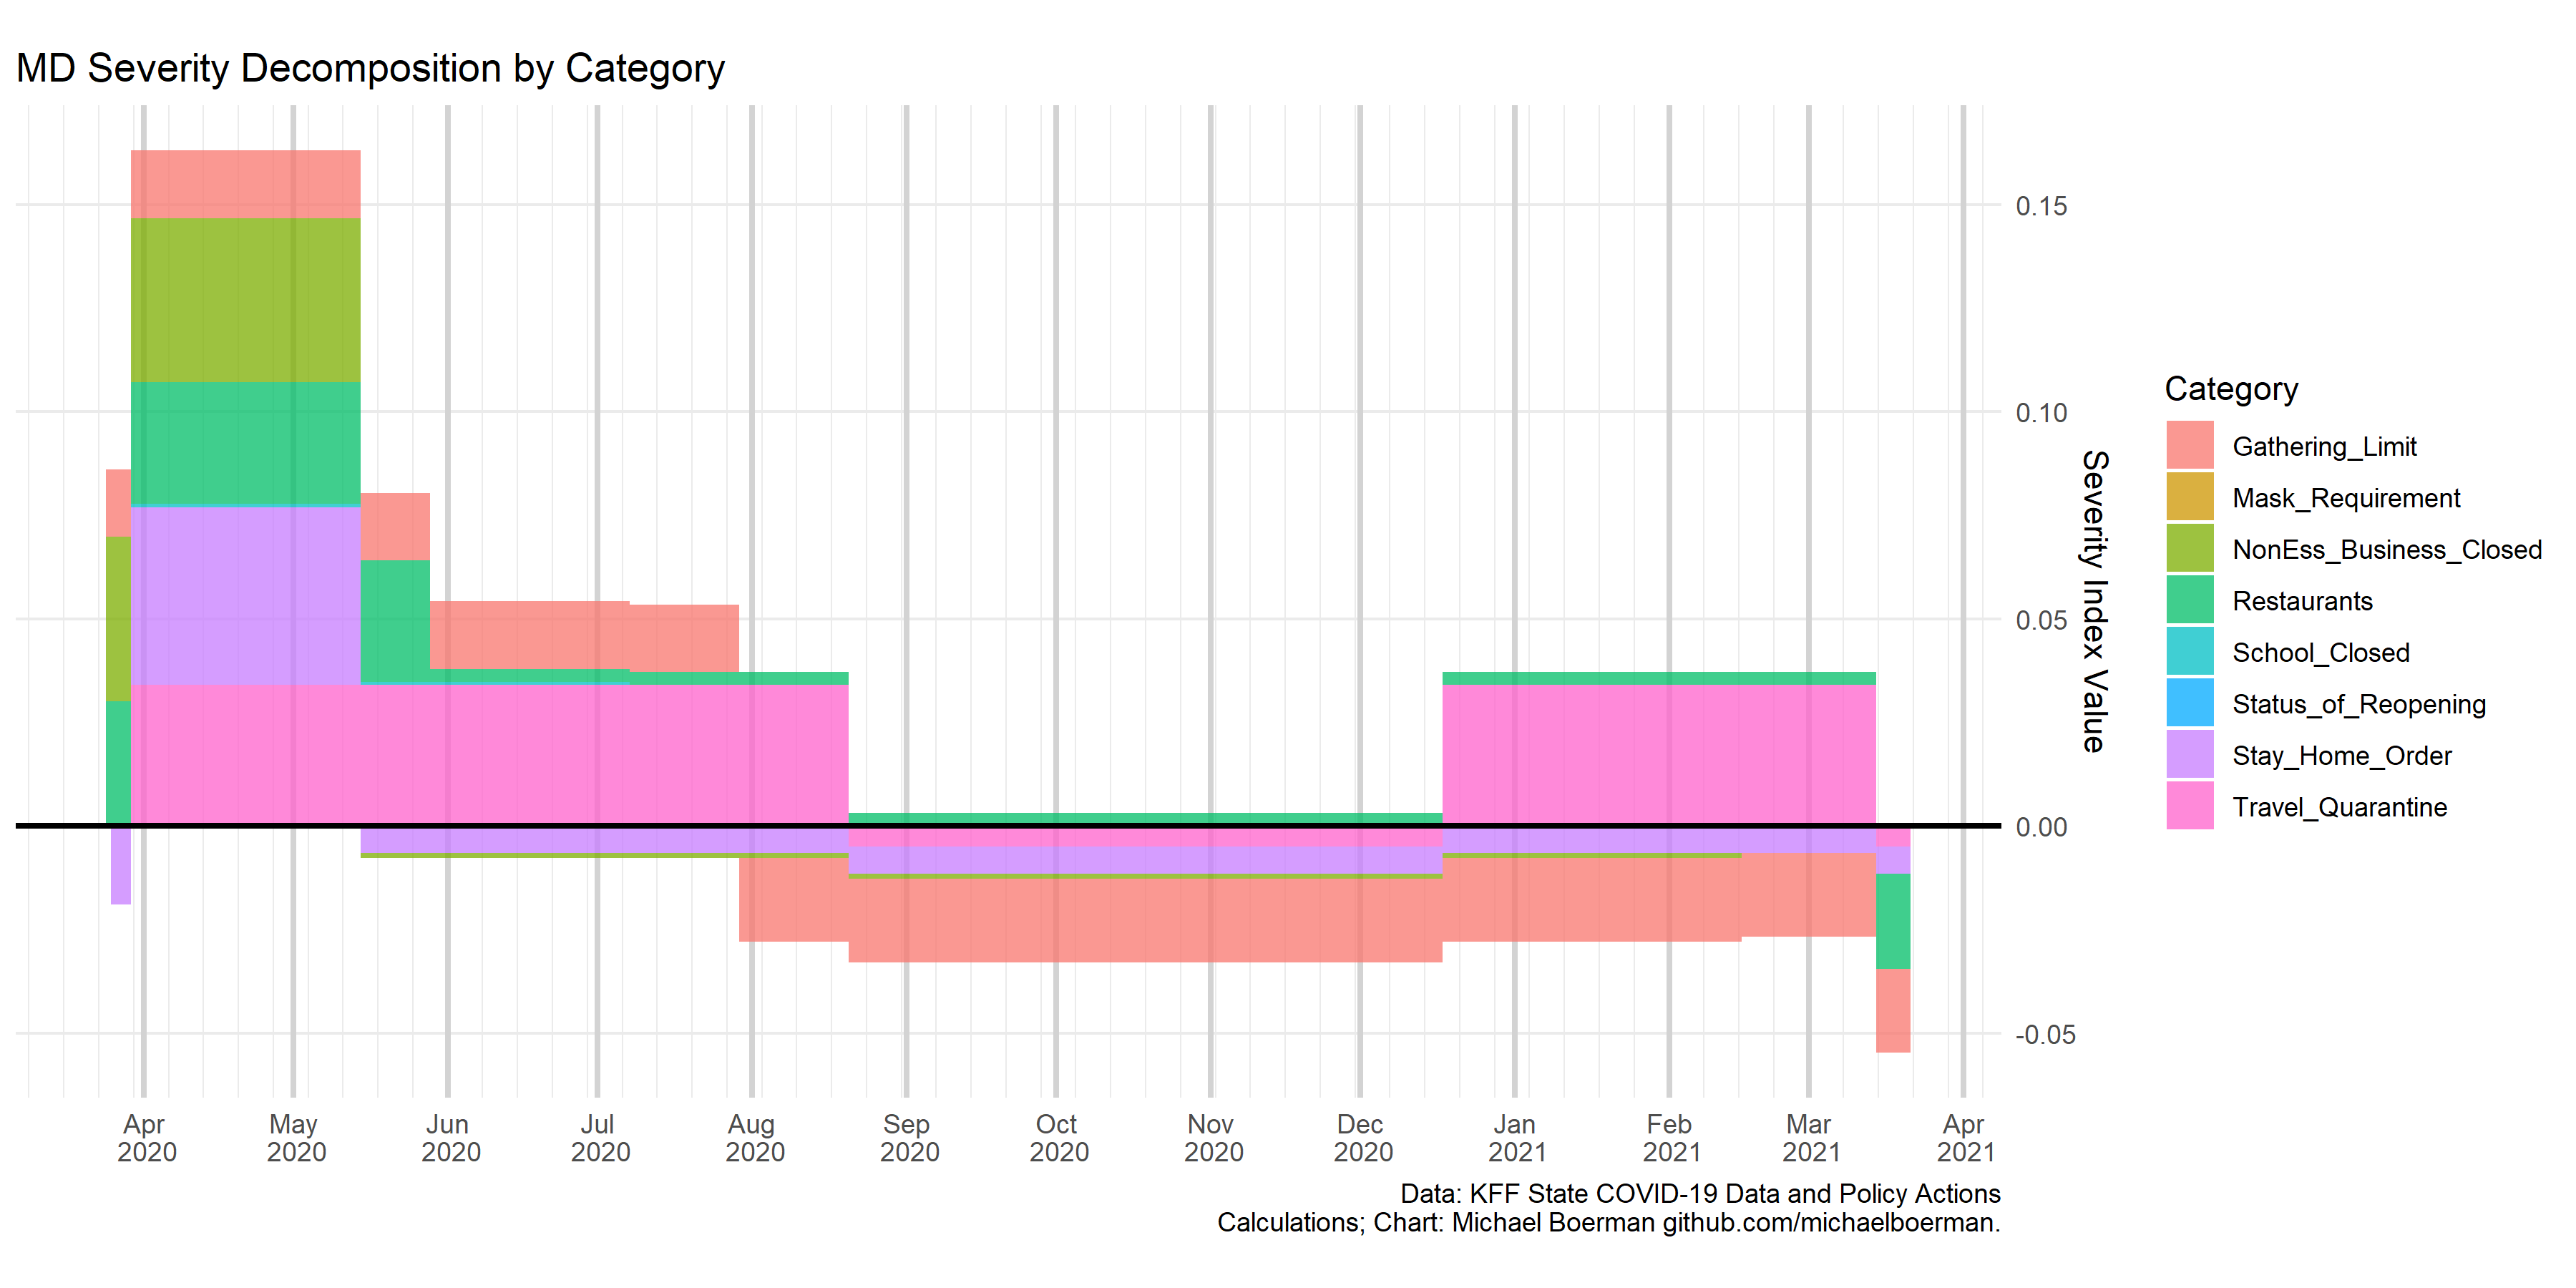 MD Severity Decomposition by Category
0.15
0.10
0.05
0.00
-0.05
Severity Index Value
Category
Gathering_Limit
Mask_Requirement
NonEss_Business_Closed
Restaurants
School_Closed
Status_of_Reopening
Stay_Home_Order
Travel_Quarantine
Apr May Jun Jul Aug Sep Oct Nov Dec Jan Feb Mar Apr
2020 2020 2020 2020 2020 2020 2020 2020 2020 2021 2021 2021 2021
Data: KFF State COVID-19 Data and Policy Actions
Calculations; Chart: Michael Boerman github.com/michaelboerman.